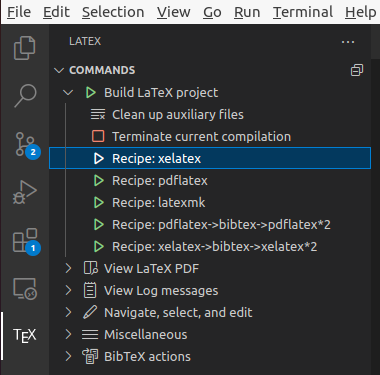 File Edit Selection View Go Run Terminal Help
LATEX
COMMANDS
Build LaTeX project
Clean up auxiliary files
Terminate current compilation
2
Recipe: xelatex
Recipe: pdflatex
Recipe: latexmk
Recipe: pdflatex->bibtex->pdflatex*2
1
Recipe: xelatex->bibtex->xelatex*2
View LaTeX PDF
View Log messages
Navigate, select, and edit
TEX
Miscellaneous
BibTeX actions